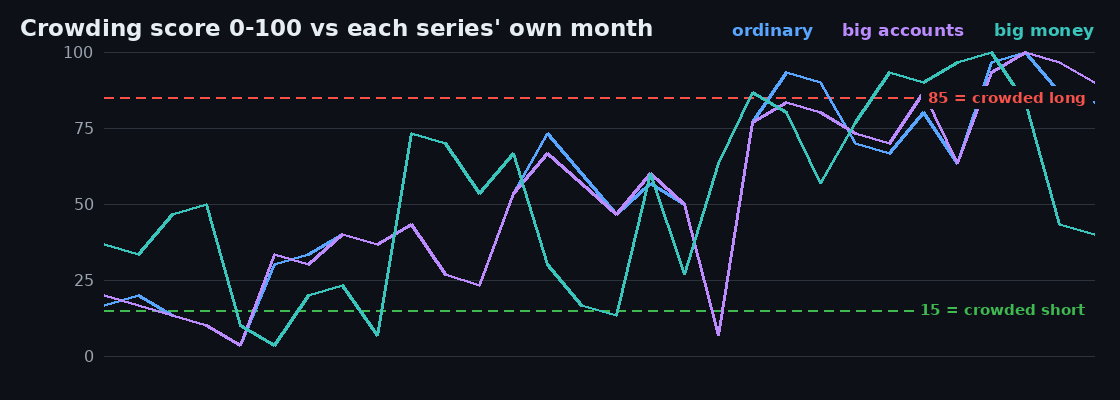 Crowding score 0-100 vs each series' own month
ordinary big accounts big money
100
85 = crowded long
75
50
25
15 = crowded short
0